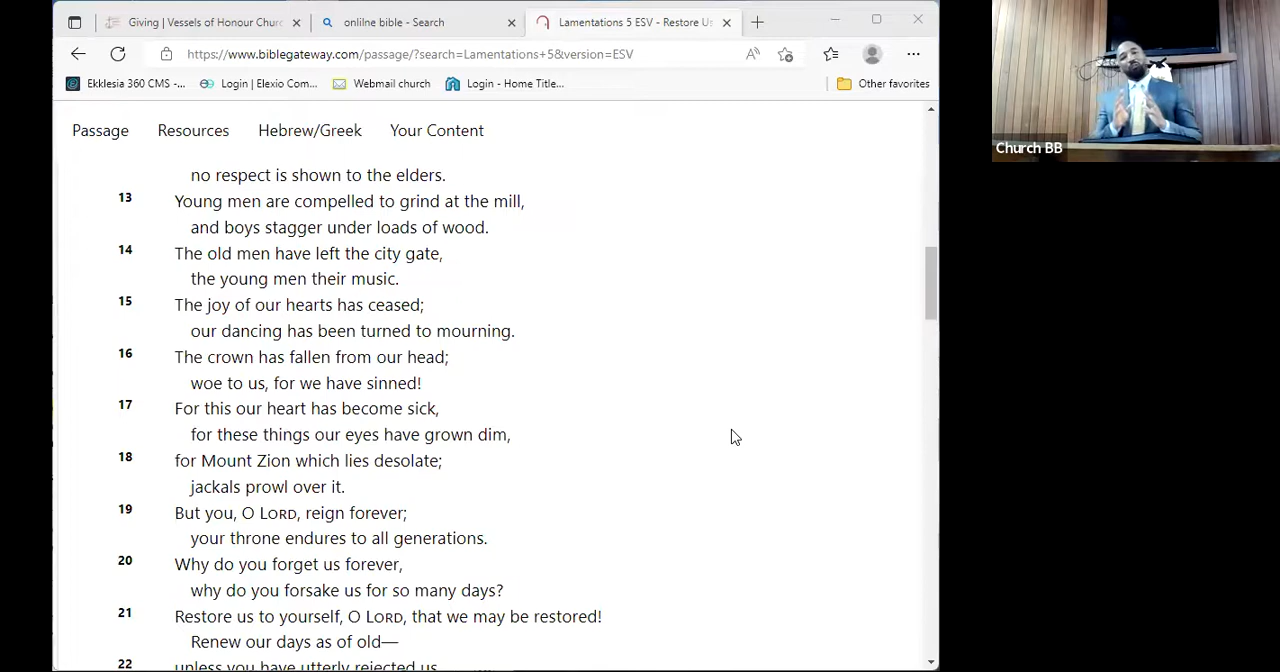 Giving | Vessels of Honour Churc
onlilne bible - Search
Lamentations 5 ESV - Restore Us
https://www.biblegateway.com/passage/?search=Lamentations+5&version=ESV
Ekklesia 360 CMS -...
Login | Elexio Com...
Webmail church
Login - Home Title...
Other favorites
Church BB
Passage Resources Hebrew/Greek Your Content
no respect is shown to the elders.
13 Young men are compelled to grind at the mill,
and boys stagger under loads of wood.
14 The old men have left the city gate,
the young men their music.
15 The joy of our hearts has ceased;
our dancing has been turned to mourning.
16 The crown has fallen from our head;
woe to us, for we have sinned!
17 For this our heart has become sick,
for these things our eyes have grown dim,
18 for Mount Zion which lies desolate;
jackals prowl over it.
19 But you, O LORD, reign forever;
your throne endures to all generations.
20 Why do you forget us forever,
why do you forsake us for so many days?
21 Restore us to yourself, O LORD, that we may be restored!
Renew our days as of old—
22 unless you have utterly rejected us